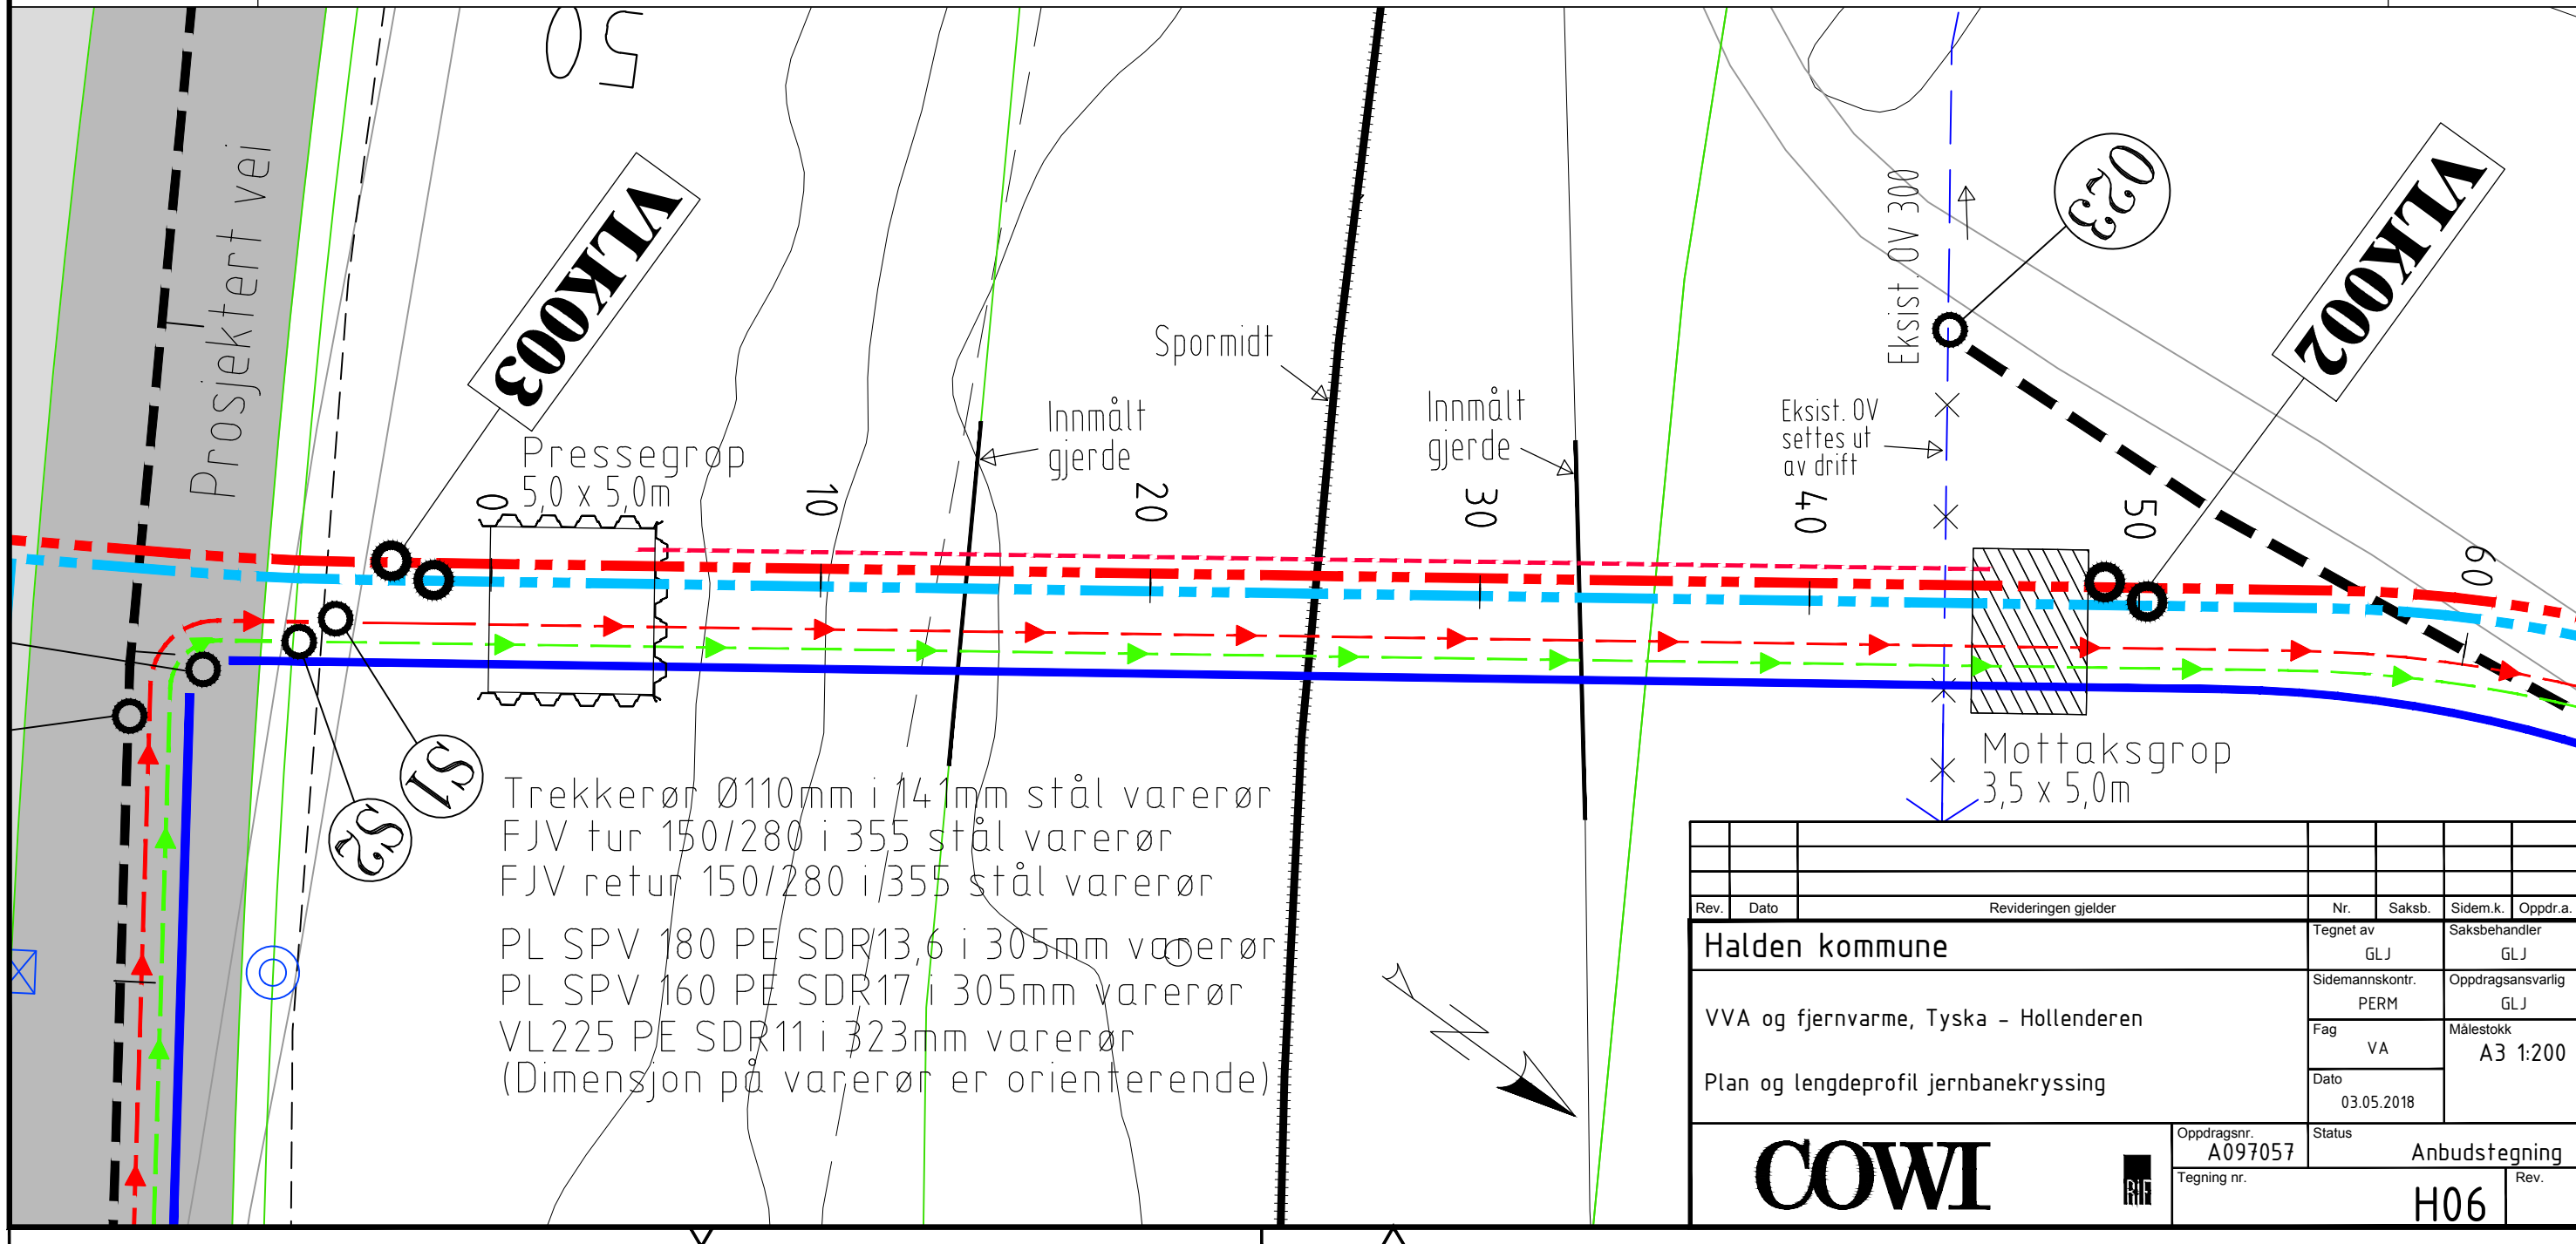 50
Prosjektert vei
VLK003
Pressegrop
5,0 x 5,0m
0
10
20
30
40
50
60
Innmålt
gjerde
Spormidt
Innmålt
gjerde
Eksist. OV 300
Eksist. OV
settes ut
av drift
O23
VLK002
S1
S2
Mottaksgrop
3,5 x 5,0m
Trekkerør Ø110mm i 141mm stål varerør
FJV tur 150/280 i 355 stål varerør
FJV retur 150/280 i 355 stål varerør
PL SPV 180 PE SDR13,6 i 305mm varerør
PL SPV 160 PE SDR17 i 305mm varerør
VL225 PE SDR11 i 323mm varerør
(Dimensjon på varerør er orienterende)
N
Rev. Dato Revideringen gjelder Nr. Saksb. Sidem.k. Oppdr.a.
Halden kommune
Tegnet av
GLJ
Saksbehandler
GLJ
Sidemannskontr.
PERM
Oppdragsansvarlig
GLJ
VVA og fjernvarme, Tyska - Hollenderen
Fag
VA
Målestokk
A3 1:200
Plan og lengdeprofil jernbanekryssing
Dato
03.05.2018
COWI
RIF
Oppdragsnr.
A097057
Status
Anbudstegning
Tegning nr.
H06
Rev.